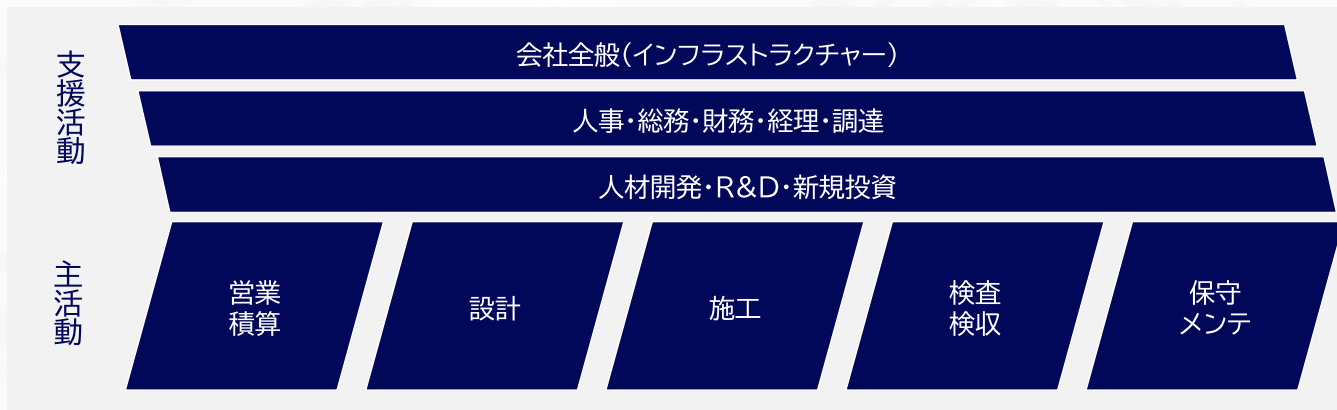 支援活動
会社全般(インフラストラクチャー)
人事・総務・財務・経理・調達
人材開発・R&D・新規投資
主活動
営業
積算
設計
施工
検査
検収
保守
メンテ